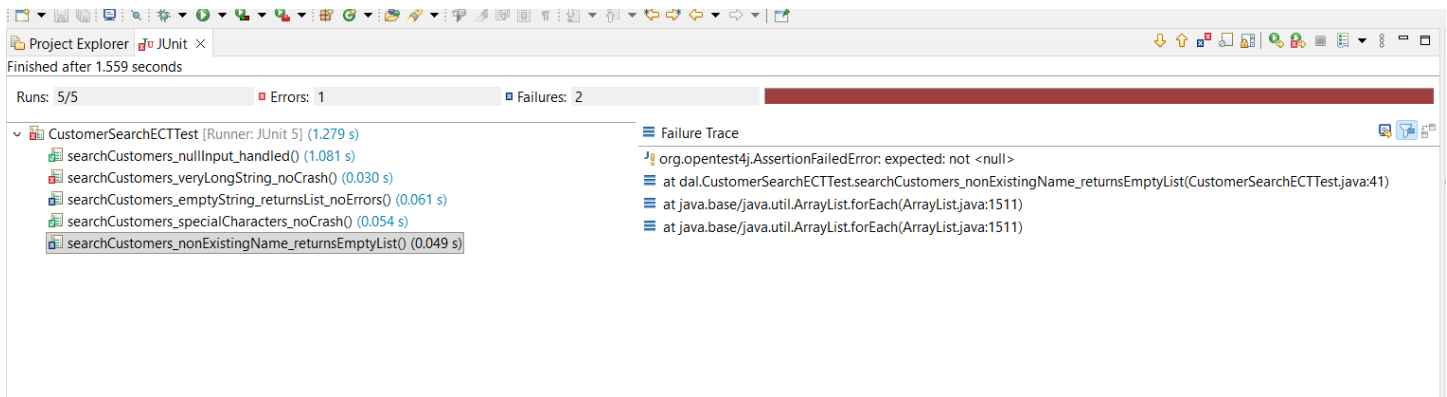 Project Explorer JUnit
Finished after 1.559 seconds
Runs: 5/5 Errors: 1 Failures: 2
CustomerSearchECTTest [Runner: JUnit 5] (1.279 s)
searchCustomers_nullInput_handled() (1.081 s)
searchCustomers_veryLongString_noCrash() (0.030 s)
searchCustomers_emptyString_returnsList_noErrors() (0.061 s)
searchCustomers_specialCharacters_noCrash() (0.054 s)
searchCustomers_nonExistingName_returnsEmptyList() (0.049 s)
Failure Trace
org.opentest4j.AssertionFailedError: expected: not <null>
at dal.CustomerSearchECTTest.searchCustomers_nonExistingName_returnsEmptyList(CustomerSearchECTTest.java:41)
at java.base/java.util.ArrayList.forEach(ArrayList.java:1511)
at java.base/java.util.ArrayList.forEach(ArrayList.java:1511)